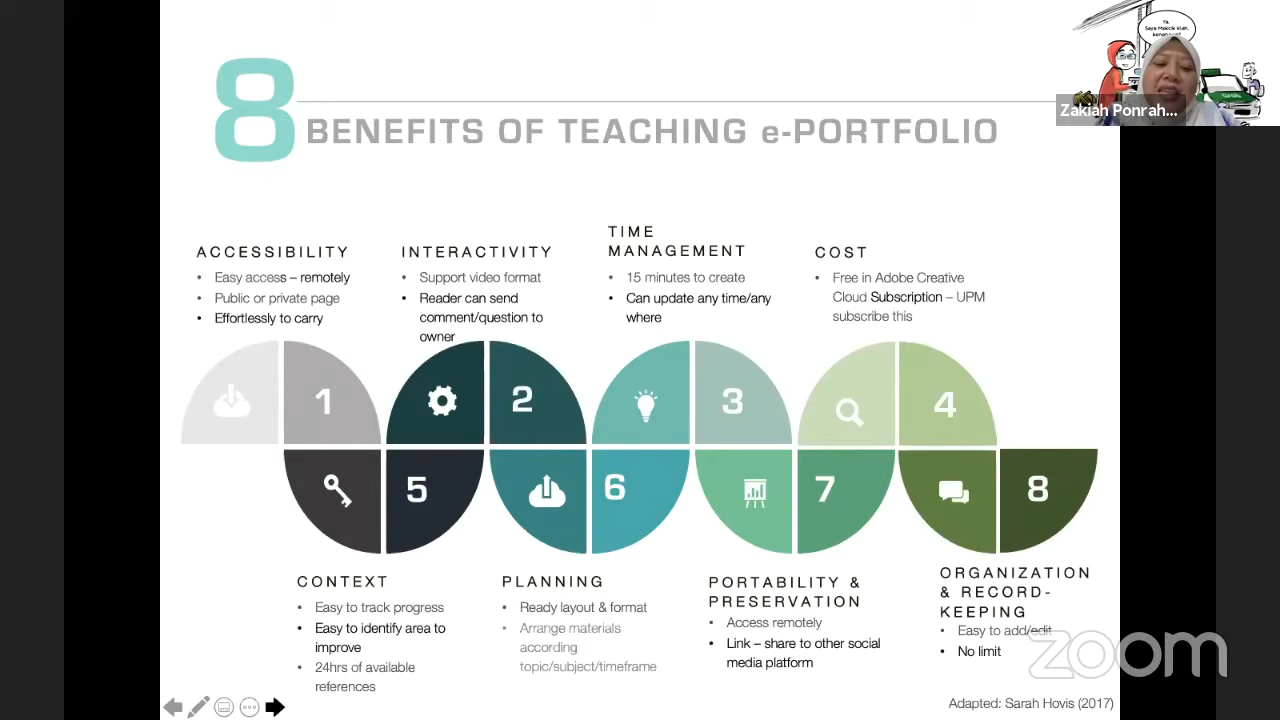 8
BENEFITS OF TEACHING e-PORTFOLIO
Ya,
Saya Makcik Kiah,
Zakiah Ponrah...
ACCESSIBILITY
• Easy access – remotely
• Public or private page
• Effortlessly to carry
INTERACTIVITY
• Support video format
• Reader can send
comment/question to
owner
TIME
MANAGEMENT
• 15 minutes to create
• Can update any time/any
where
COST
• Free in Adobe Creative
Cloud Subscription – UPM
subscribe this
1
2
3
4
5
6
7
8
CONTEXT
• Easy to track progress
• Easy to identify area to
improve
• 24hrs of available
references
PLANNING
• Ready layout & format
• Arrange materials
according
topic/subject/timeframe
PORTABILITY &
PRESERVATION
• Access remotely
• Link – share to other social
media platform
ORGANIZATION
& RECORD-
KEEPING
• Easy to add/edit
• No limit
zoom
Adapted: Sarah Hovis (2017)